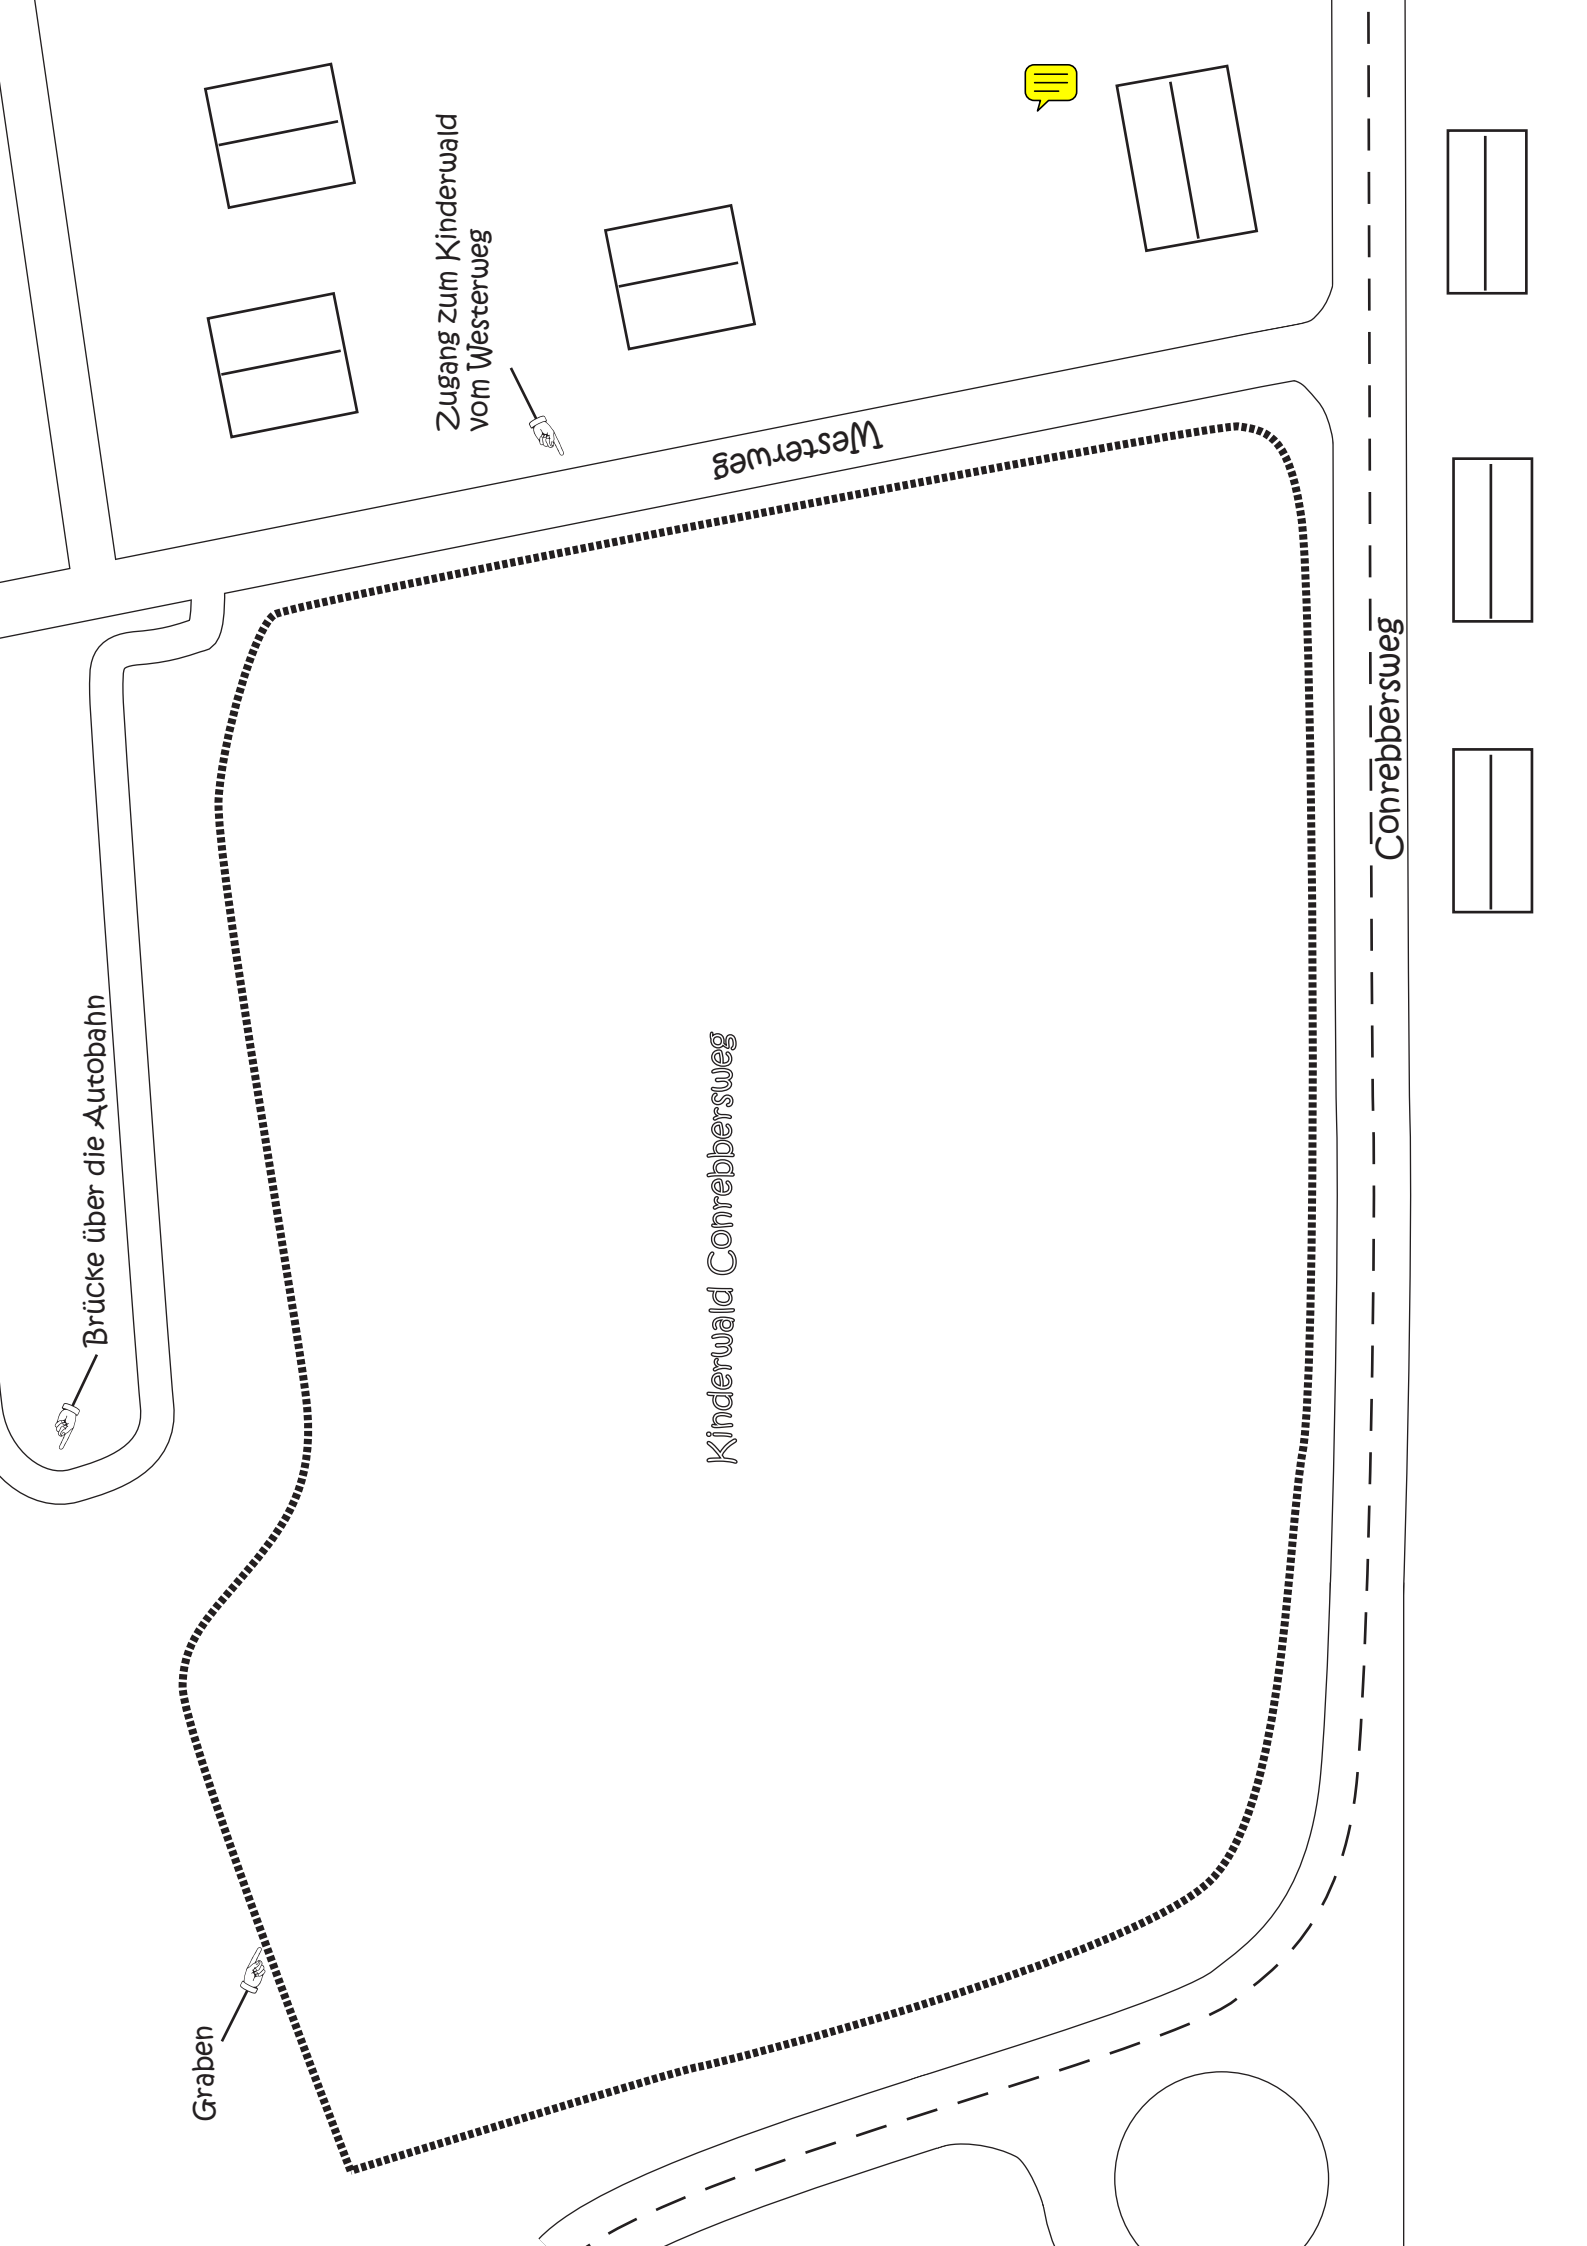 Zugang zum Kinderwald
vom Westerweg
Westerweg
Conrebbersweg
Brücke über die Autobahn
Kinderwald Conrebbersweg
Graben